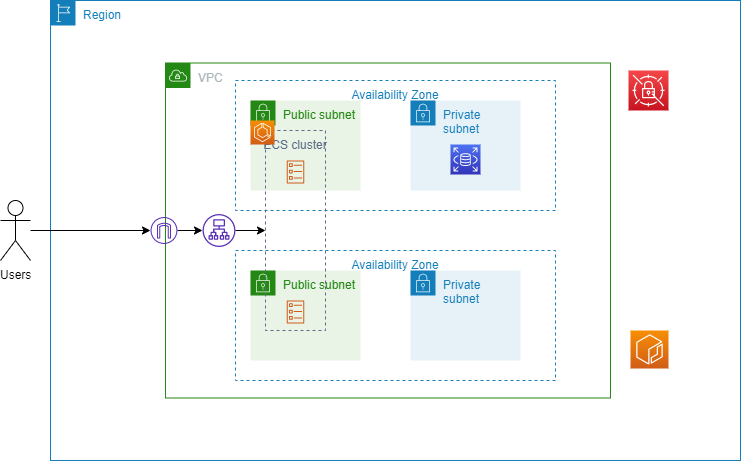 Region
VPC
Availability Zone
Public subnet
Private
subnet
ECS cluster
Users
Availability Zone
Public subnet
Private
subnet